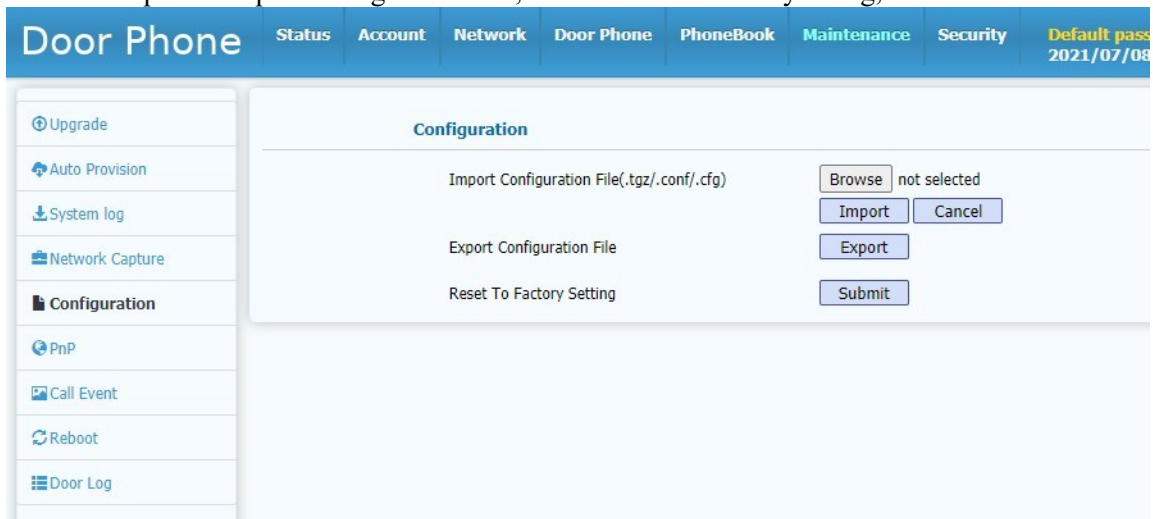 Door Phone
Status Account Network Door Phone PhoneBook Maintenance Security Default pass
2021/07/08
Upgrade
Auto Provision
System log
Network Capture
Configuration
PnP
Call Event
Reboot
Door Log
Configuration
Import Configuration File(.tgz/.conf/.cfg) Browse not selected
Import Cancel
Export Configuration File Export
Reset To Factory Setting Submit